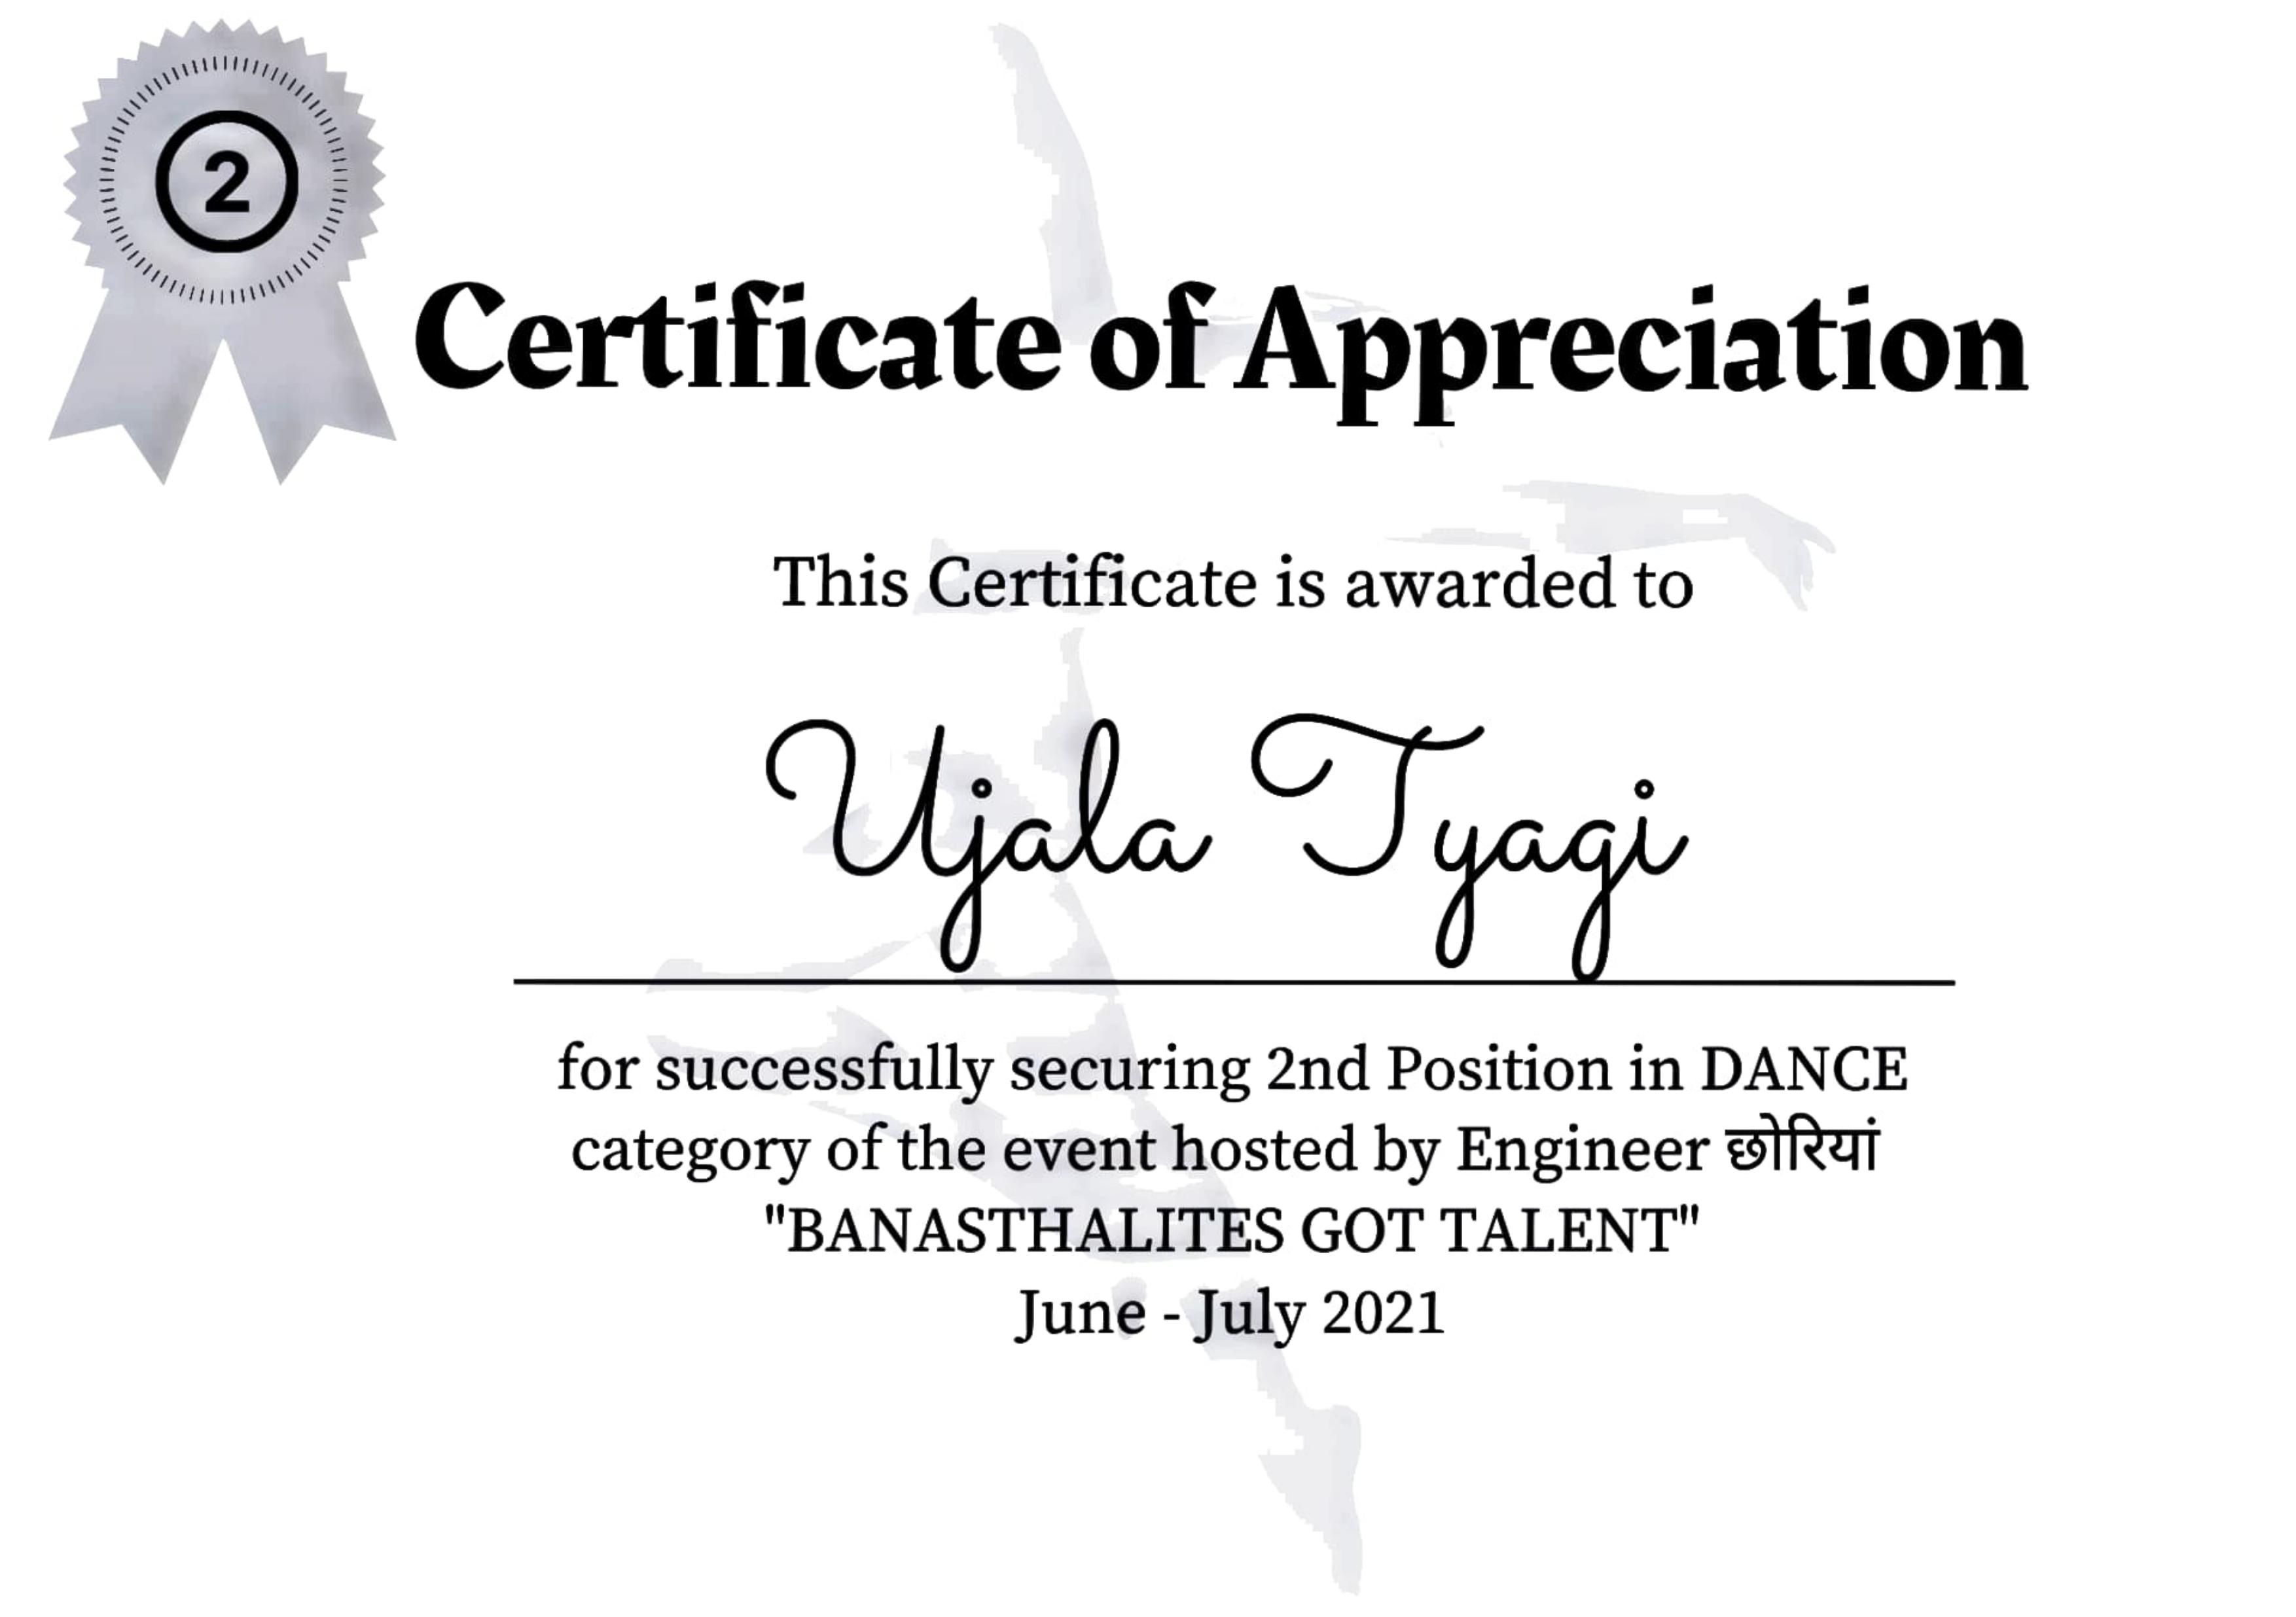 2
Certificate of Appreciation
This Certificate is awarded to
Ujala Tyagi
for successfully securing 2nd Position in DANCE
category of the event hosted by Engineer छोरियां
"BANASTHALITES GOT TALENT"
June - July 2021